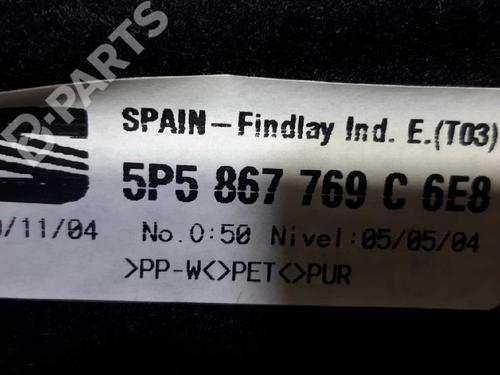 B-PARTS
SPAIN-Findlay Ind. E.(T03)
5P5 867 769 C 6E8
/11/04 No.0:50 Nivel:05/05/04
>PP-W<>PET<>PUR